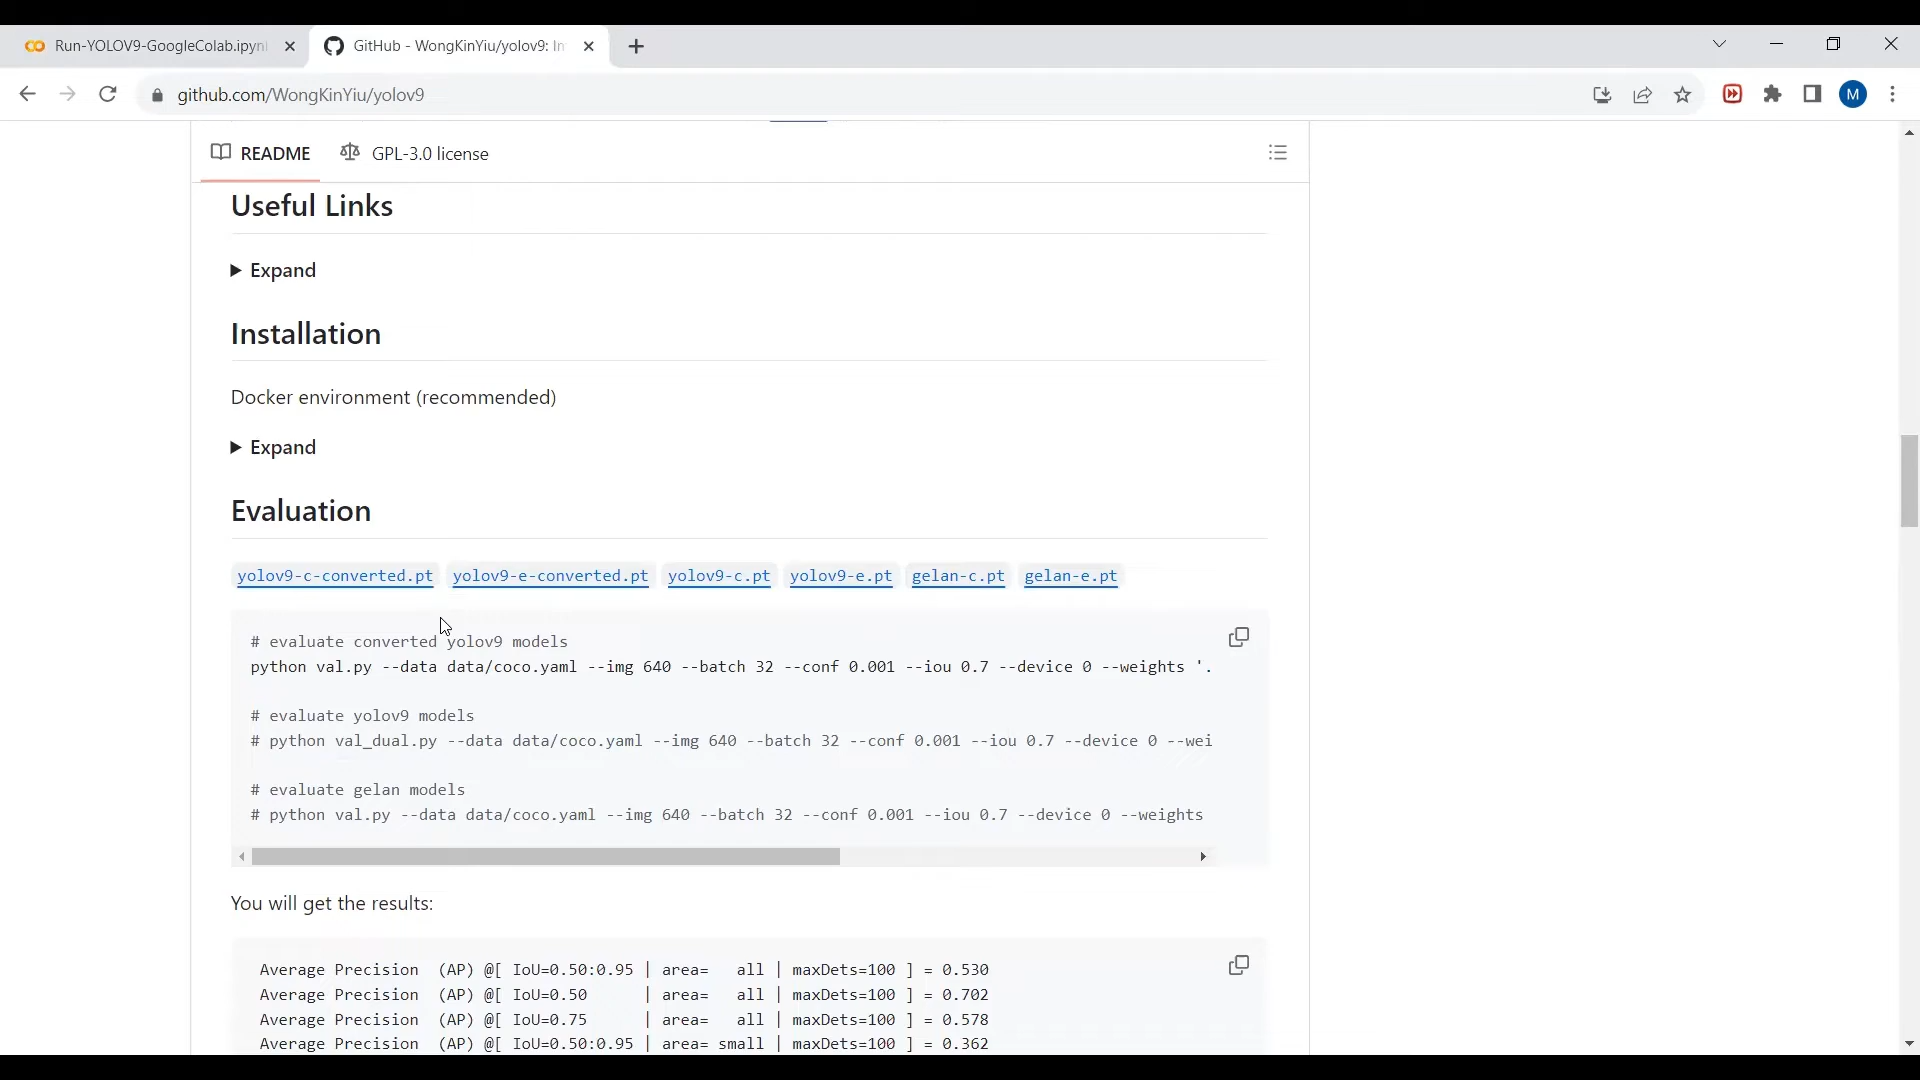 Run-YOLOV9-GoogleColab.ipyn
GitHub - WongKinYiu/yolov9: Im
github.com/WongKinYiu/yolov9
M
README
GPL-3.0 license
Useful Links
Expand
Installation
Docker environment (recommended)
Expand
Evaluation
yolov9-c-converted.pt yolov9-e-converted.pt yolov9-c.pt yolov9-e.pt gelan-c.pt gelan-e.pt
# evaluate converted yolov9 models
python val.py --data data/coco.yaml --img 640 --batch 32 --conf 0.001 --iou 0.7 --device 0 --weights '.
# evaluate yolov9 models
# python val_dual.py --data data/coco.yaml --img 640 --batch 32 --conf 0.001 --iou 0.7 --device 0 --wei
# evaluate gelan models
# python val.py --data data/coco.yaml --img 640 --batch 32 --conf 0.001 --iou 0.7 --device 0 --weights
You will get the results:
Average Precision (AP) @[ IoU=0.50:0.95 | area= all | maxDets=100 ] = 0.530
Average Precision (AP) @[ IoU=0.50 | area= all | maxDets=100 ] = 0.702
Average Precision (AP) @[ IoU=0.75 | area= all | maxDets=100 ] = 0.578
Average Precision (AP) @[ IoU=0.50:0.95 | area= small | maxDets=100 ] = 0.362